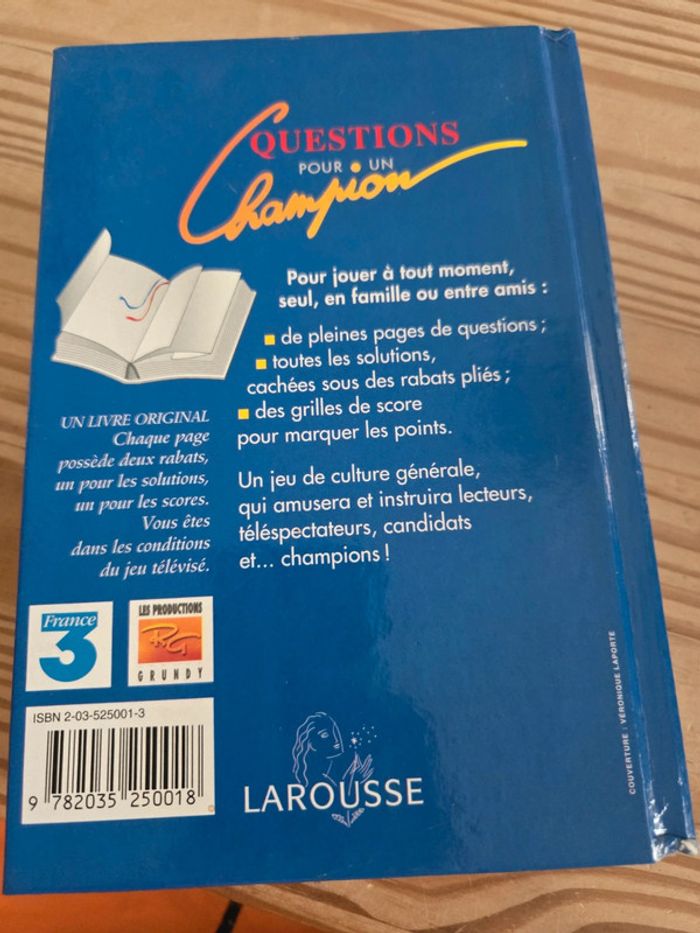 QUESTIONS
POUR UN
Champion
Pour jouer à tout moment,
seul, en famille ou entre amis :
de pleines pages de questions ;
toutes les solutions,
cachées sous des rabats pliés ;
des grilles de score
pour marquer les points.
Un jeu de culture générale,
qui amusera et instruira lecteurs,
téléspectateurs, candidats
et... champions !
UN LIVRE ORIGINAL
Chaque page
possède deux rabats,
un pour les solutions,
un pour les scores.
Vous êtes
dans les conditions
du jeu télévisé.
France
3
LES PRODUCTIONS
RG
GRUNDY
ISBN 2-03-525001-3
9 782035 250018
LAROUSSE
COUVERTURE : VÉRONIQUE LAPORTE